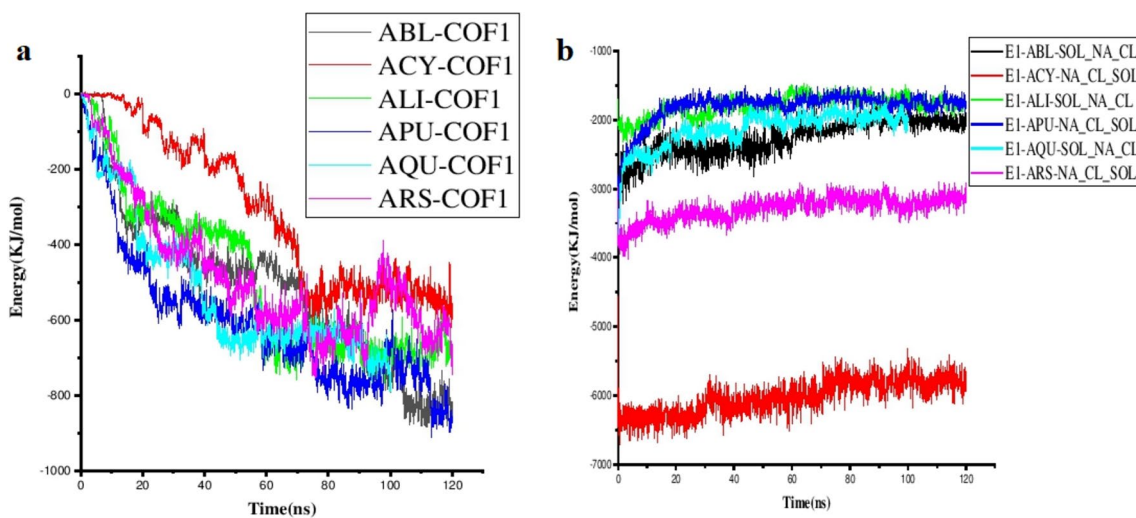 a
ABL-COF1
ACY-COF1
ALI-COF1
APU-COF1
AQU-COF1
ARS-COF1
0
-200
-400
-600
-800
-1000
Energy(KJ/mol)
0 20 40 60 80 100 120
Time(ns)
b
E1-ABL-SOL_NA_CL
E1-ACY-NA_CL_SOL
E1-ALI-SOL_NA_CL
E1-APU-NA_CL_SOL
E1-AQU-SOL_NA_CL
E1-ARS-NA_CL_SOL
-1000
-2000
-3000
-4000
-5000
-6000
-7000
Energy(KJ/mol)
0 20 40 60 80 100 120
Time(ns)